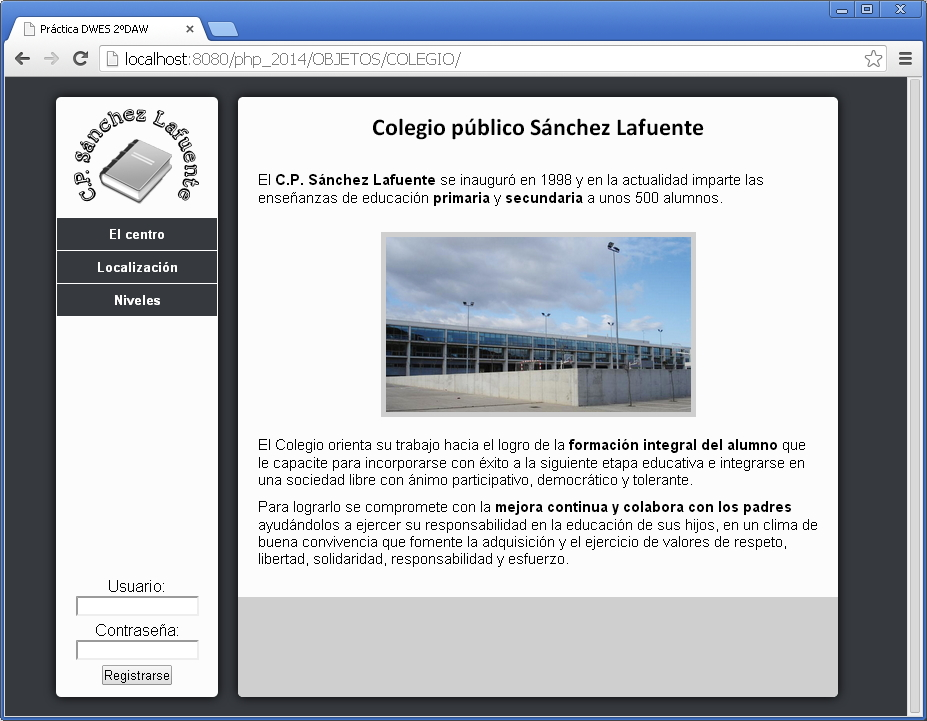 Práctica DWES 2ºDAW
localhost:8080/php_2014/OBJETOS/COLEGIO/
C.P. Sánchez Lafuente
El centro
Localización
Niveles
Usuario:
Contraseña:
Registrarse
Colegio público Sánchez Lafuente
El C.P. Sánchez Lafuente se inauguró en 1998 y en la actualidad imparte las
enseñanzas de educación primaria y secundaria a unos 500 alumnos.
El Colegio orienta su trabajo hacia el logro de la formación integral del alumno que
le capacite para incorporarse con éxito a la siguiente etapa educativa e integrarse en
una sociedad libre con ánimo participativo, democrático y tolerante.
Para lograrlo se compromete con la mejora continua y colabora con los padres
ayudándolos a ejercer su responsabilidad en la educación de sus hijos, en un clima de
buena convivencia que fomente la adquisición y el ejercicio de valores de respeto,
libertad, solidaridad, responsabilidad y esfuerzo.